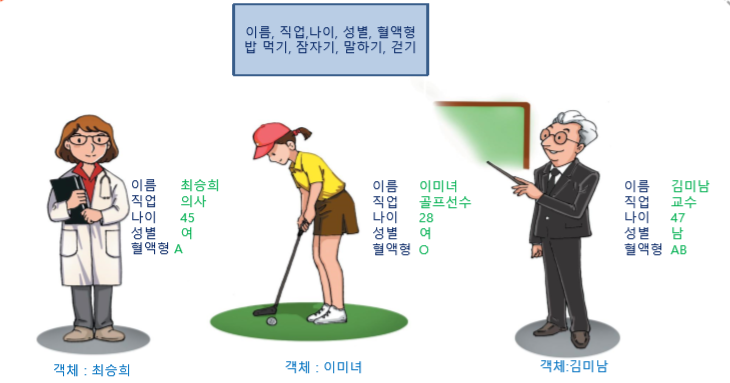 이름, 직업,나이, 성별, 혈액형
밥 먹기, 잠자기, 말하기, 걷기
이름 최승희
직업 의사
나이 45
성별 여
혈액형 A
객체 : 최승희
이름 이미녀
직업 골프선수
나이 28
성별 여
혈액형 O
객체 : 이미녀
이름 김미남
직업 교수
나이 47
성별 남
혈액형 AB
객체:김미남